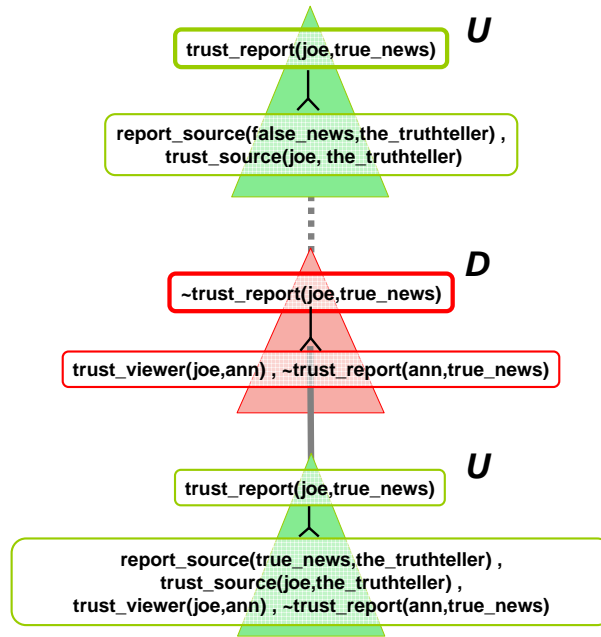 U
trust_report(joe,true_news)
report_source(false_news,the_truthteller) ,
trust_source(joe, the_truthteller)
D
~trust_report(joe,true_news)
trust_viewer(joe,ann) , ~trust_report(ann,true_news)
U
trust_report(joe,true_news)
report_source(true_news,the_truthteller) ,
trust_source(joe,the_truthteller) ,
trust_viewer(joe,ann) , ~trust_report(ann,true_news)